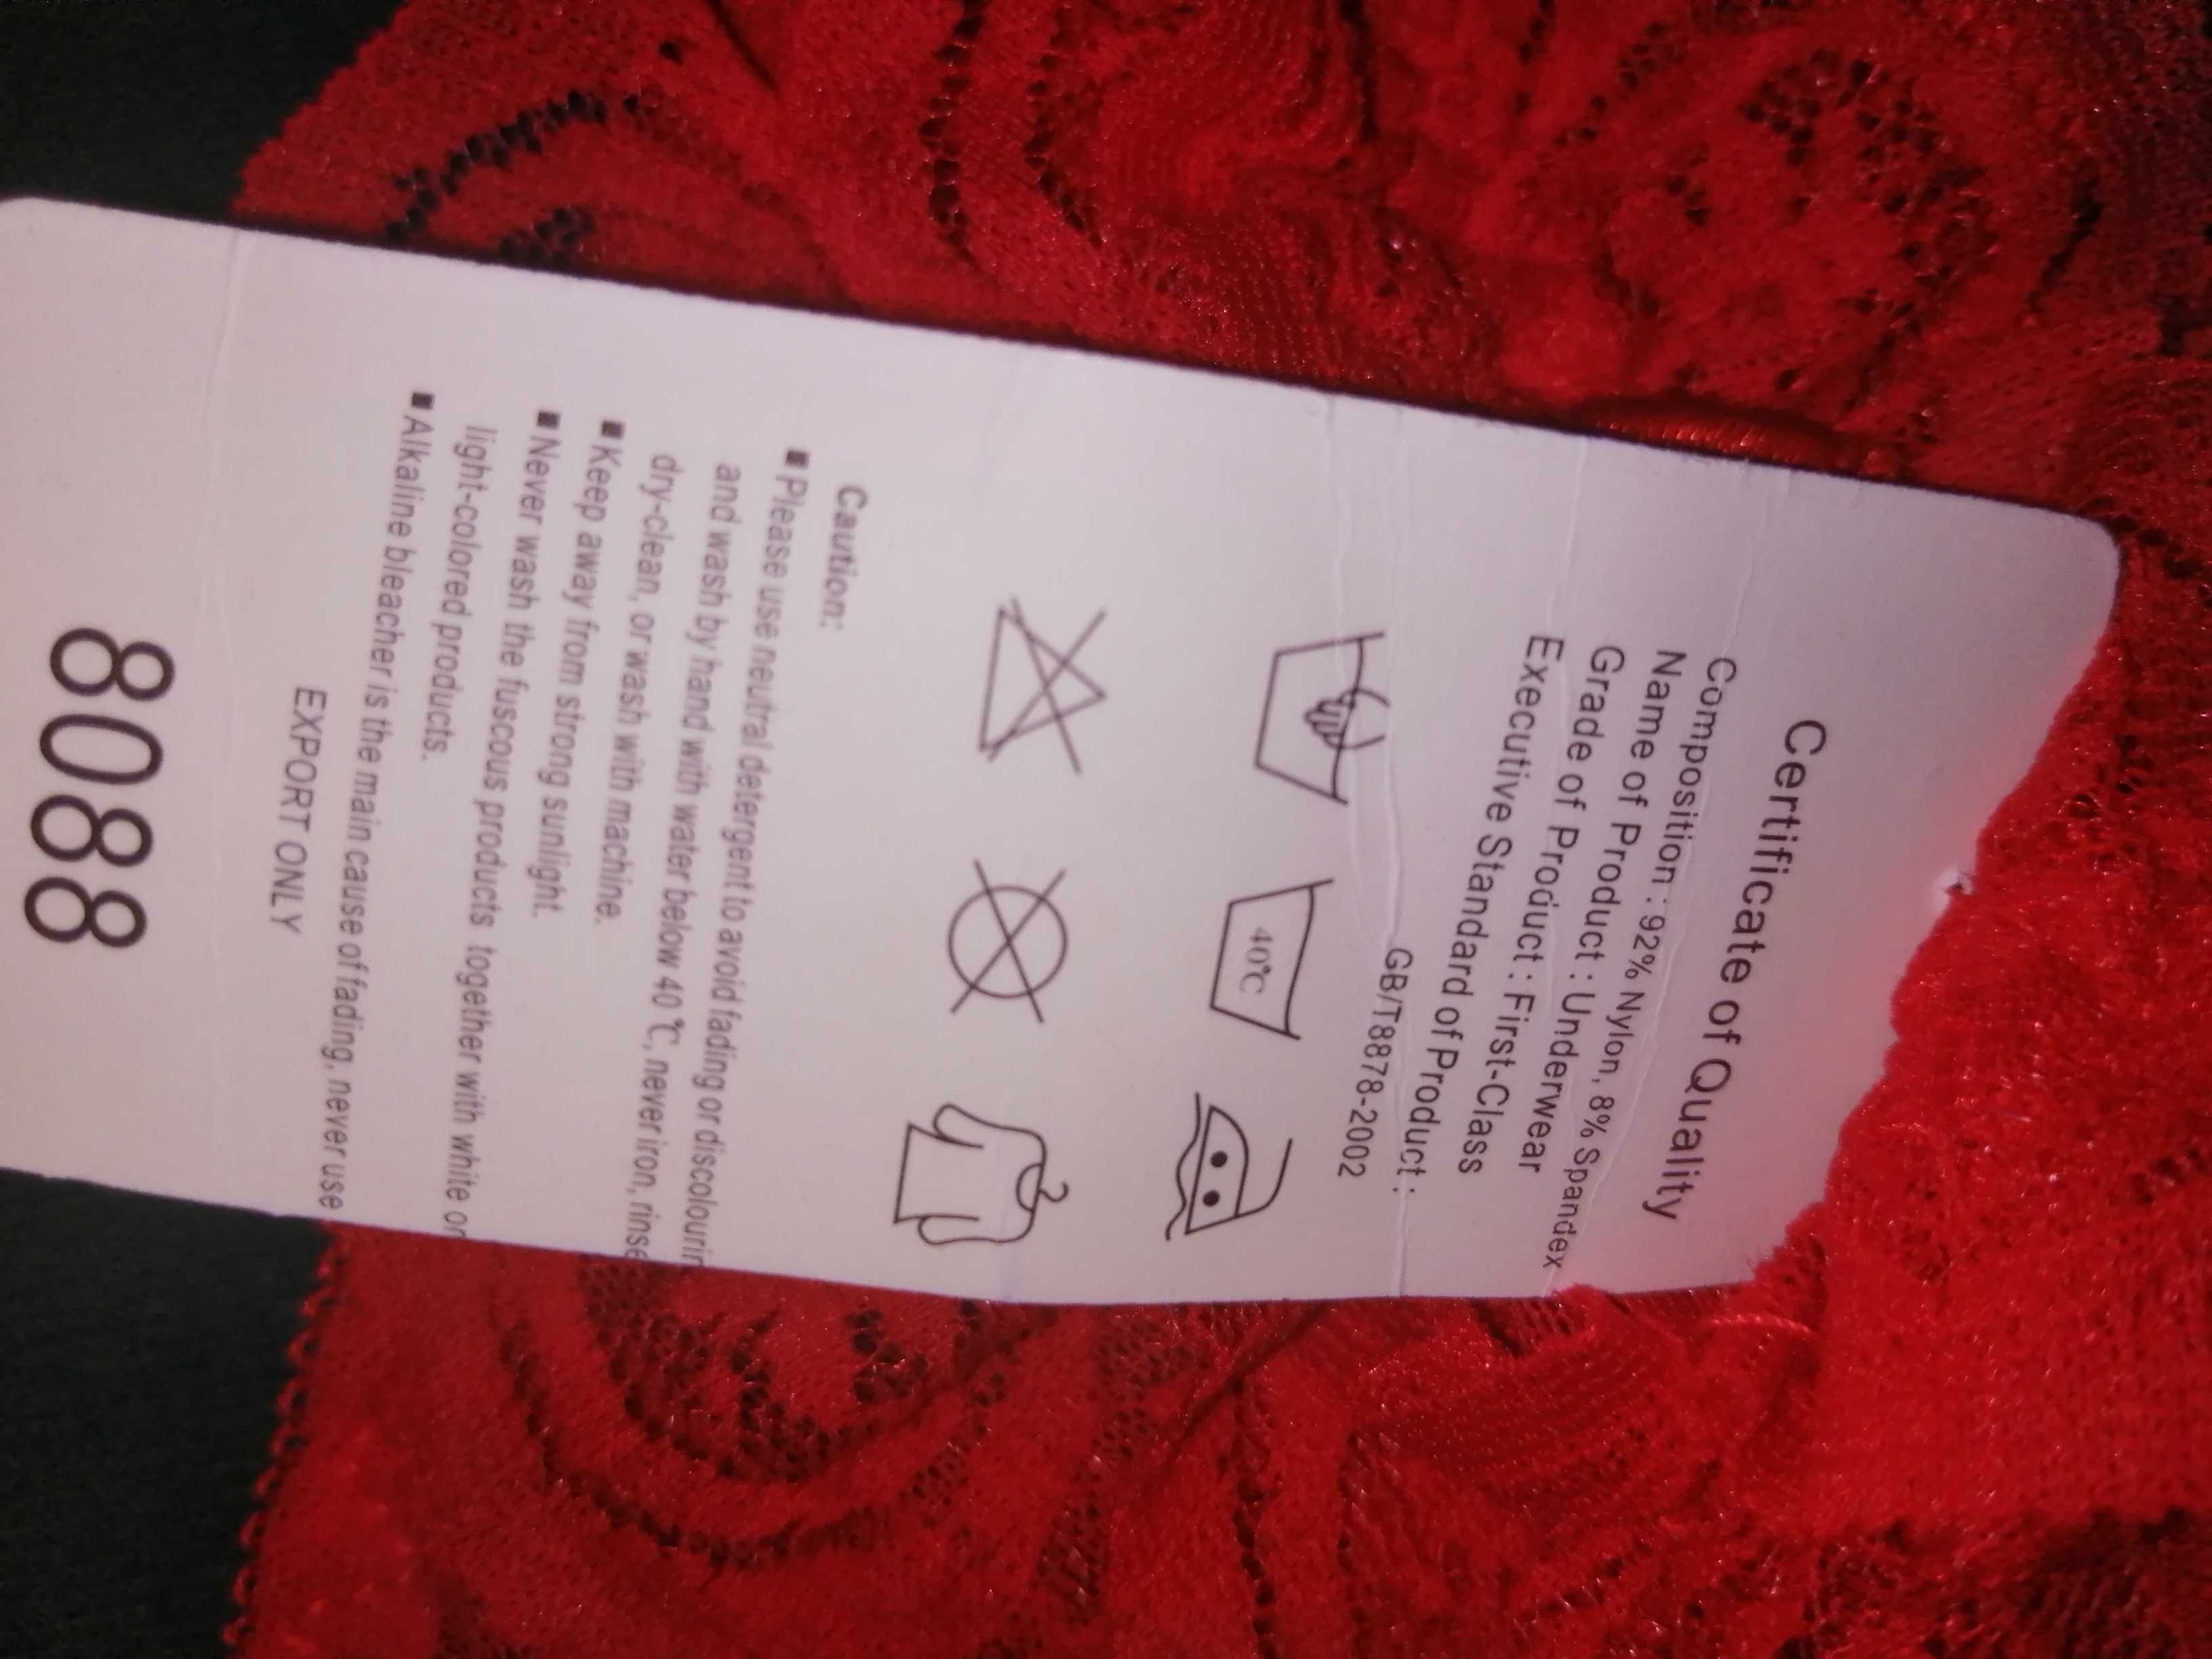 Certificate of Quality
Composition : 92% Nylon, 8% Spandex
Name of Product : Underwear
Grade of Product : First-Class
Executive Standard of Product :
GB/T8878-2002
40℃
Caution:
■ Please use neutral detergent to avoid fading or discolourin
and wash by hand with water below 40 ℃, never iron, rinse
dry-clean, or wash with machine.
■ Keep away from strong sunlight.
■ Never wash the fuscous products together with white or
light-colored products.
■ Alkaline bleacher is the main cause of fading, never use
EXPORT ONLY
8088